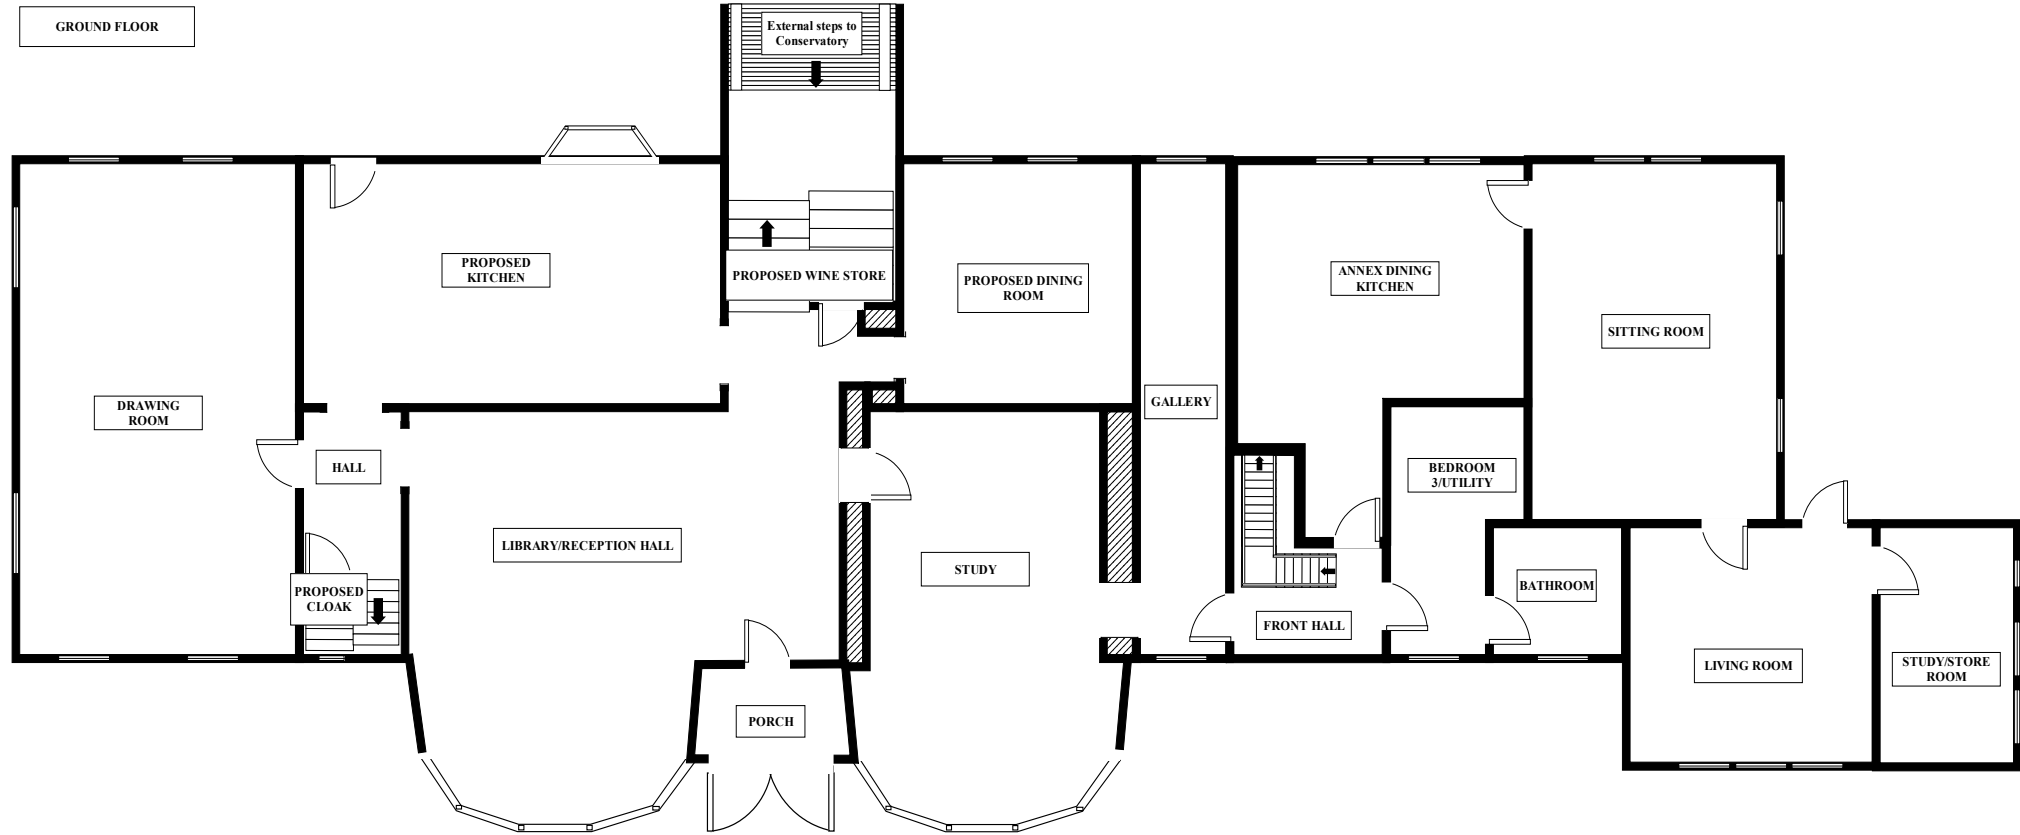 GROUND FLOOR
External steps to
Conservatory
PROPOSED
KITCHEN
PROPOSED WINE STORE
PROPOSED DINING
ROOM
ANNEX DINING
KITCHEN
SITTING ROOM
DRAWING
ROOM
GALLERY
HALL
BEDROOM
3/UTILITY
LIBRARY/RECEPTION HALL
STUDY
PROPOSED
CLOAK
BATHROOM
FRONT HALL
LIVING ROOM
STUDY/STORE
ROOM
PORCH